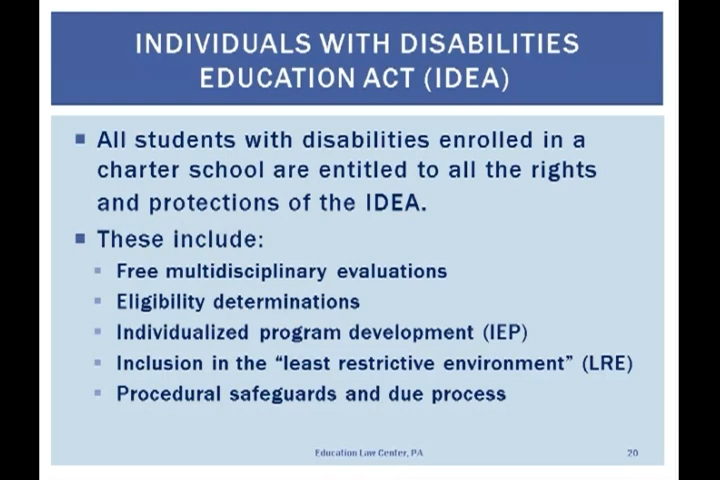 INDIVIDUALS WITH DISABILITIES
EDUCATION ACT (IDEA)
All students with disabilities enrolled in a
charter school are entitled to all the rights
and protections of the IDEA.
These include:
Free multidisciplinary evaluations
Eligibility determinations
Individualized program development (IEP)
Inclusion in the “least restrictive environment” (LRE)
Procedural safeguards and due process
Education Law Center, PA
20